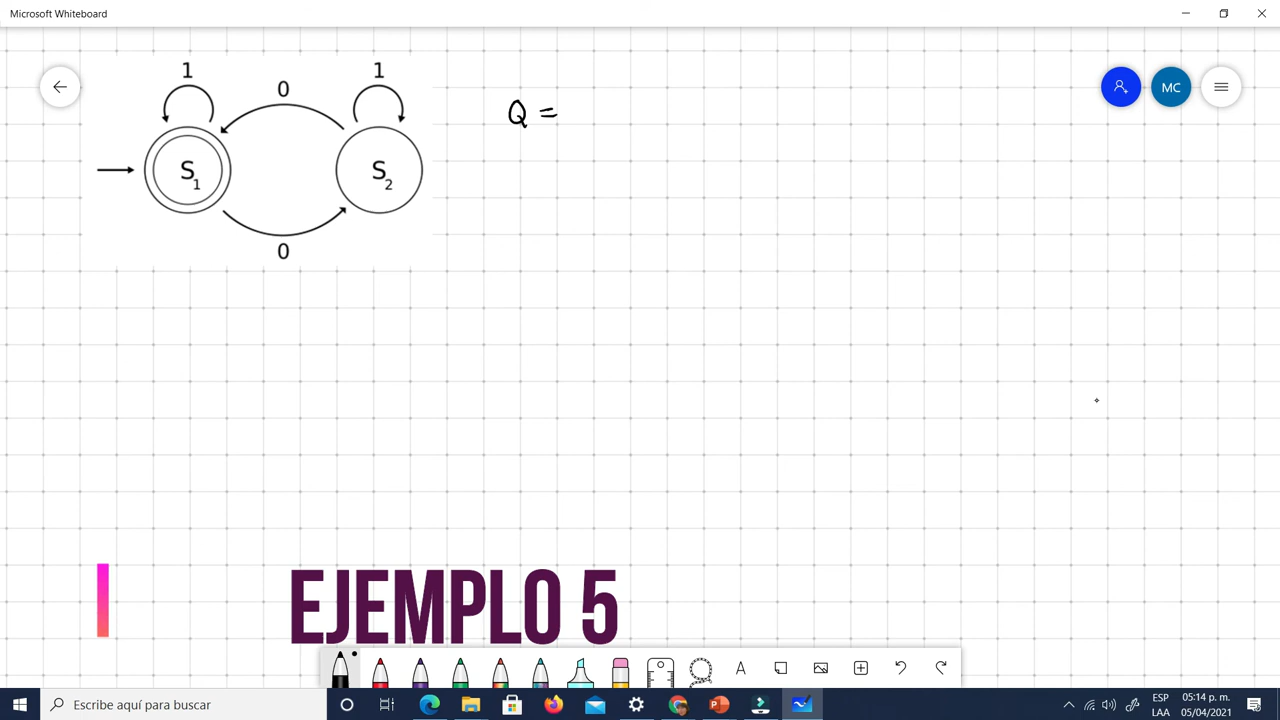 Microsoft Whiteboard
1
1
0
MC
Q =
S1
S2
0
EJEMPLO 5
A
Escribe aquí para buscar
ESP
LAA
05:14 p. m.
05/04/2021